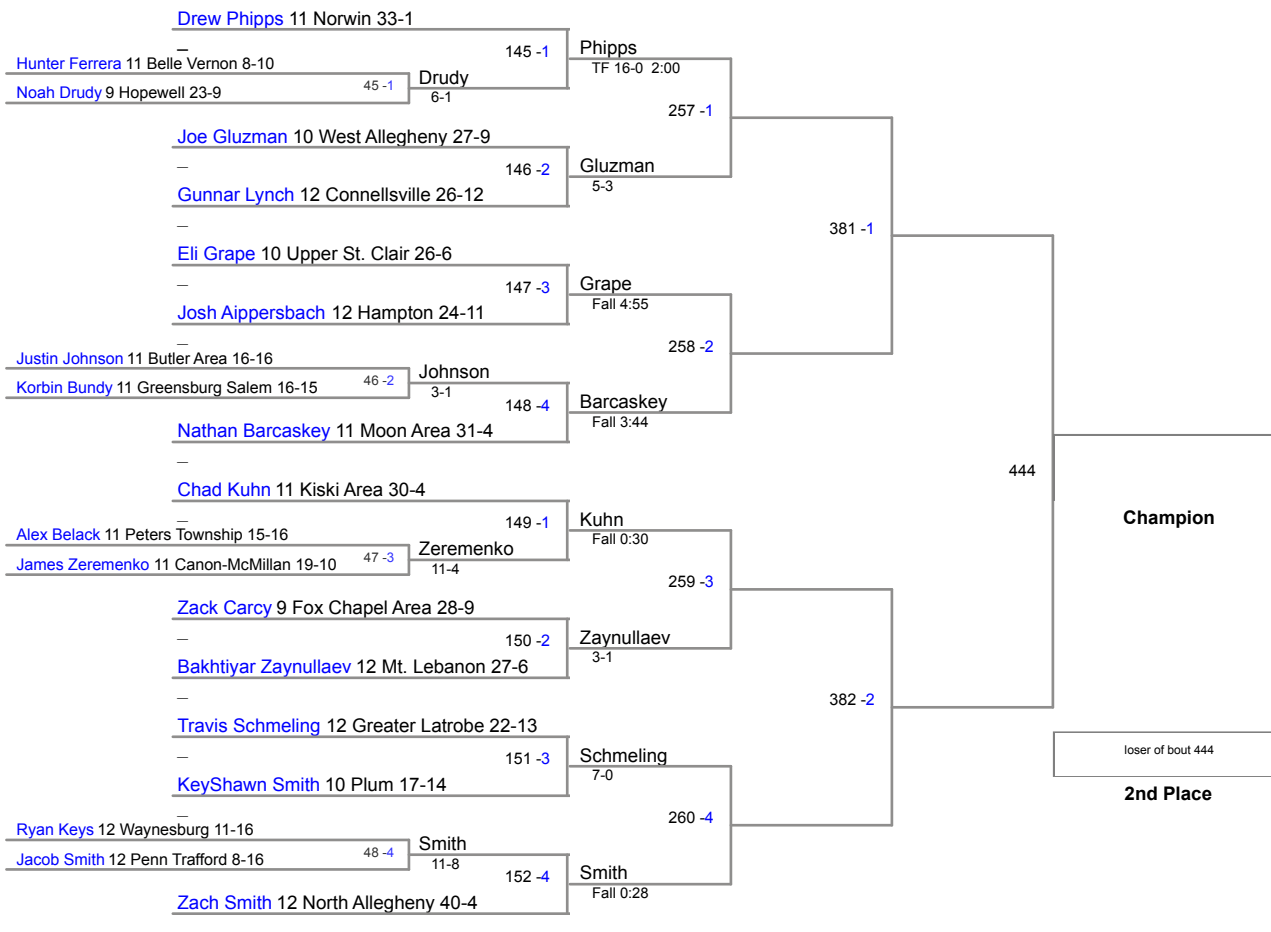 Drew Phipps 11 Norwin 33-1
_
145 -1
Phipps
TF 16-0 2:00
Hunter Ferrera 11 Belle Vernon 8-10
Noah Drudy 9 Hopewell 23-9
45 -1
Drudy
6-1
257 -1
Joe Gluzman 10 West Allegheny 27-9
_
146 -2
Gluzman
5-3
Gunnar Lynch 12 Connellsville 26-12
_
381 -1
Eli Grape 10 Upper St. Clair 26-6
_
147 -3
Grape
Fall 4:55
Josh Aippersbach 12 Hampton 24-11
_
258 -2
Justin Johnson 11 Butler Area 16-16
Korbin Bundy 11 Greensburg Salem 16-15
46 -2
Johnson
3-1
148 -4
Barcaskey
Fall 3:44
Nathan Barcaskey 11 Moon Area 31-4
_
444
Chad Kuhn 11 Kiski Area 30-4
_
149 -1
Kuhn
Fall 0:30
Champion
Alex Belack 11 Peters Township 15-16
James Zeremenko 11 Canon-McMillan 19-10
47 -3
Zeremenko
11-4
259 -3
Zack Carcy 9 Fox Chapel Area 28-9
_
150 -2
Zaynullaev
3-1
Bakhtiyar Zaynullaev 12 Mt. Lebanon 27-6
_
382 -2
Travis Schmeling 12 Greater Latrobe 22-13
_
151 -3
Schmeling
7-0
loser of bout 444
2nd Place
KeyShawn Smith 10 Plum 17-14
_
260 -4
Ryan Keys 12 Waynesburg 11-16
Jacob Smith 12 Penn Trafford 8-16
48 -4
Smith
11-8
152 -4
Smith
Fall 0:28
Zach Smith 12 North Allegheny 40-4